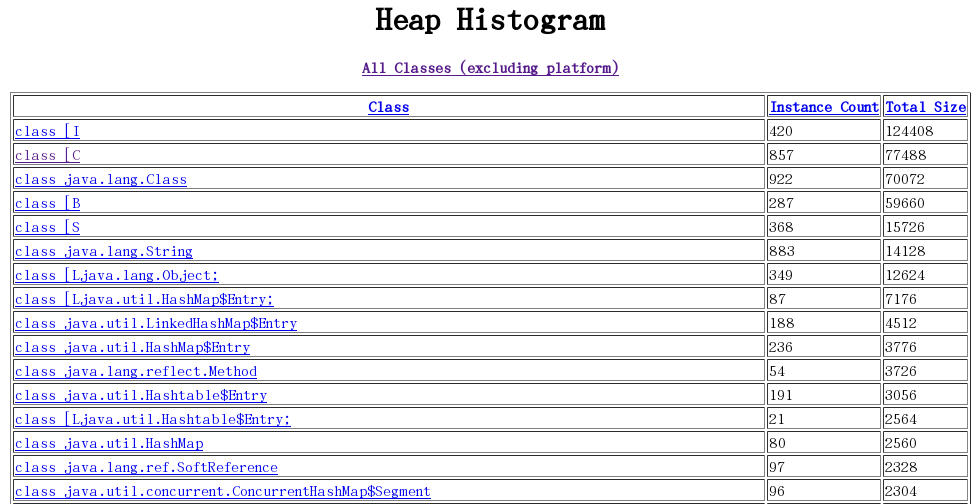 Heap Histogram
All Classes (excluding platform)
Class Instance Count Total Size
class [I 420 124408
class [C 857 77488
class java.lang.Class 922 70072
class [B 287 59660
class [S 368 15726
class java.lang.String 883 14128
class [Ljava.lang.Object; 349 12624
class [Ljava.util.HashMap$Entry; 87 7176
class java.util.LinkedHashMap$Entry 188 4512
class java.util.HashMap$Entry 236 3776
class java.lang.reflect.Method 54 3726
class java.util.Hashtable$Entry 191 3056
class [Ljava.util.Hashtable$Entry; 21 2564
class java.util.HashMap 80 2560
class java.lang.ref.SoftReference 97 2328
class java.util.concurrent.ConcurrentHashMap$Segment 96 2304